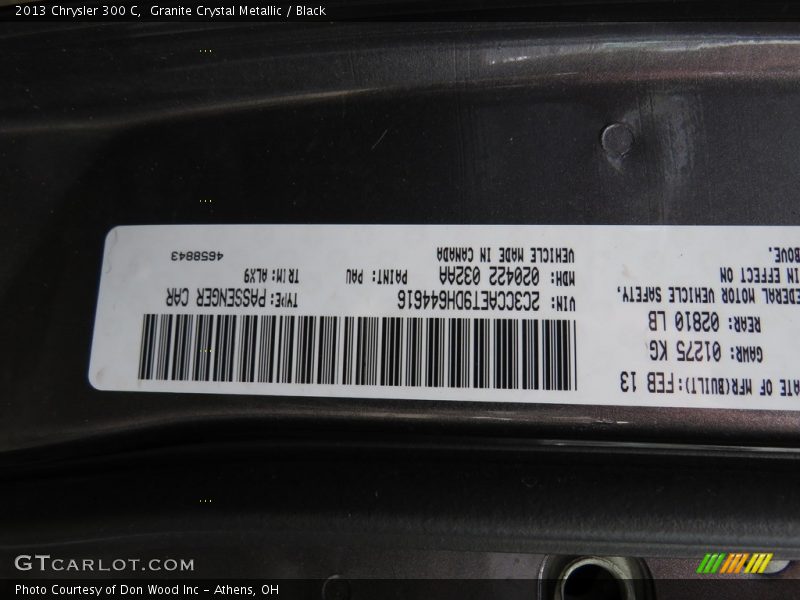 2013 Chrysler 300 C,  Granite Crystal Metallic / Black
ATE OF MFR(BUILT):FEB 13
GAWR: 01275 KG
REAR: 02810 LB
EDERAL MOTOR VEHICLE SAFETY,
IN EFFECT ON
BOVE.
VIN: 2C3CCAET9DH644616
TYPE: PASSENGER CAR
MDH: 020422 032AA
PAINT: PAU
TRIM: ALX9
VEHICLE MADE IN CANADA
4658843
GTCARLOT.COM
Photo Courtesy of Don Wood Inc - Athens, OH